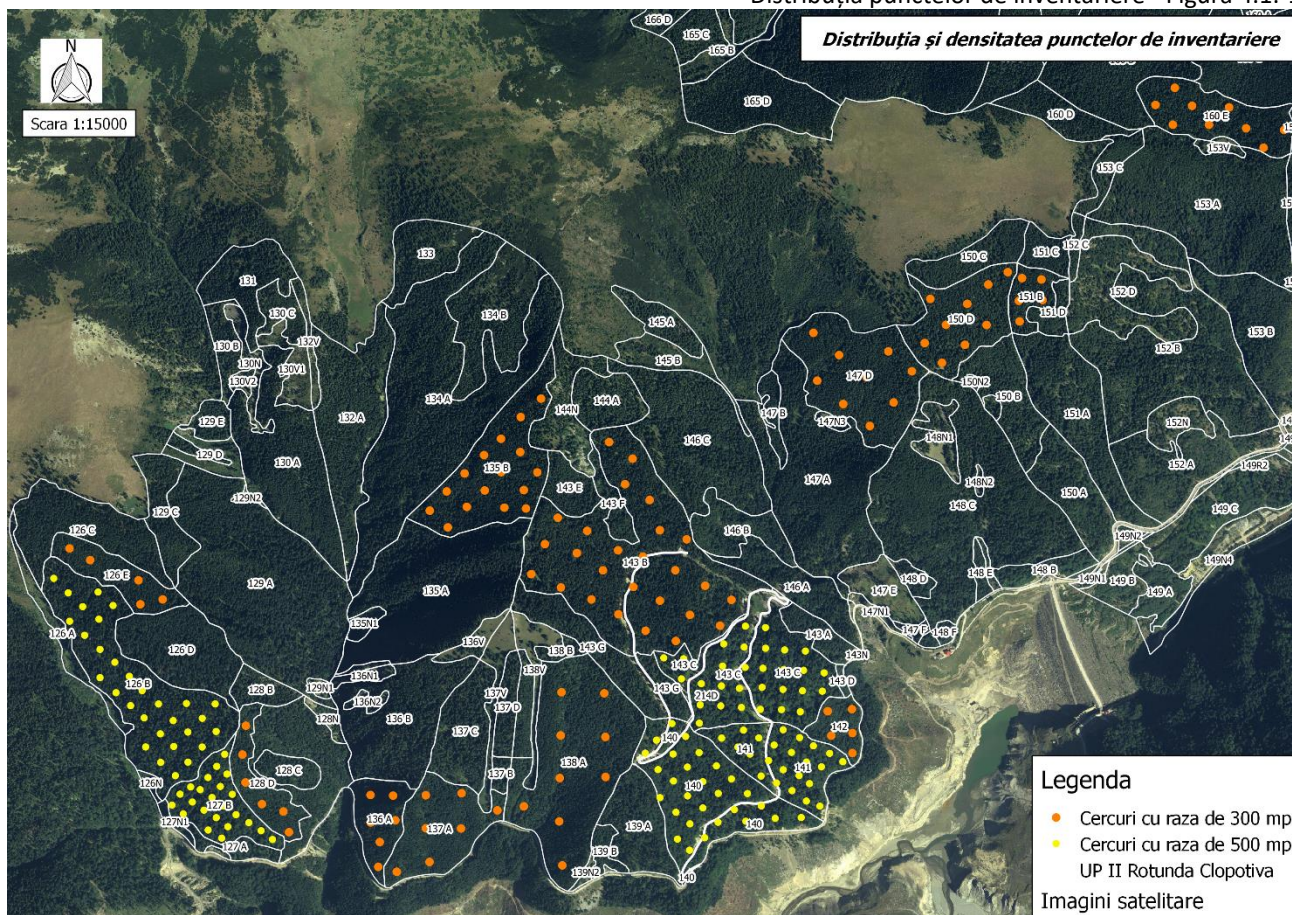 Distribuția și densitatea punctelor de inventariere
N
Scara 1:15000
166 D
165 C
165 B
165 D
160 D
160 E
153V
153 C
153 A
133
131
130 C
134 B
145 A
145 B
150 C
151 C
152 C
152 D
151 B
151 D
150 D
152 B
153 B
130 B
132V
130N
130V2
130V1
134 A
132 A
129 E
129 D
130 A
129N2
129 C
144N
144 A
147 D
147 B
147N3
150N2
150 B
151 A
152N
152 A
149R2
146 C
148N1
148N2
148 C
150 A
149 C
135 B
143 E
143 F
147 A
146 B
149N2
149N4
126 C
126 E
129 A
135 A
143 B
146 A
147 E
148 D
148 E
148 B
149N1
149 B
149 A
147N1
147 F
148 F
126 A
126 D
135N1
136V
138 B
143 G
143 A
143N
126 B
128 B
129N1
136N1
136N2
128N
136 B
137V
137 D
138V
137 C
143 C
143 G
143 C
214D
143 C
143 D
142
140
141
141
126N
128 C
128 D
137 B
138 A
140
127 B
127N1
127 A
136 A
137 A
139 A
139 B
139N2
140
140
Legenda
Cercuri cu raza de 300 mp
Cercuri cu raza de 500 mp
UP II Rotunda Clopotiva
Imagini satelitare